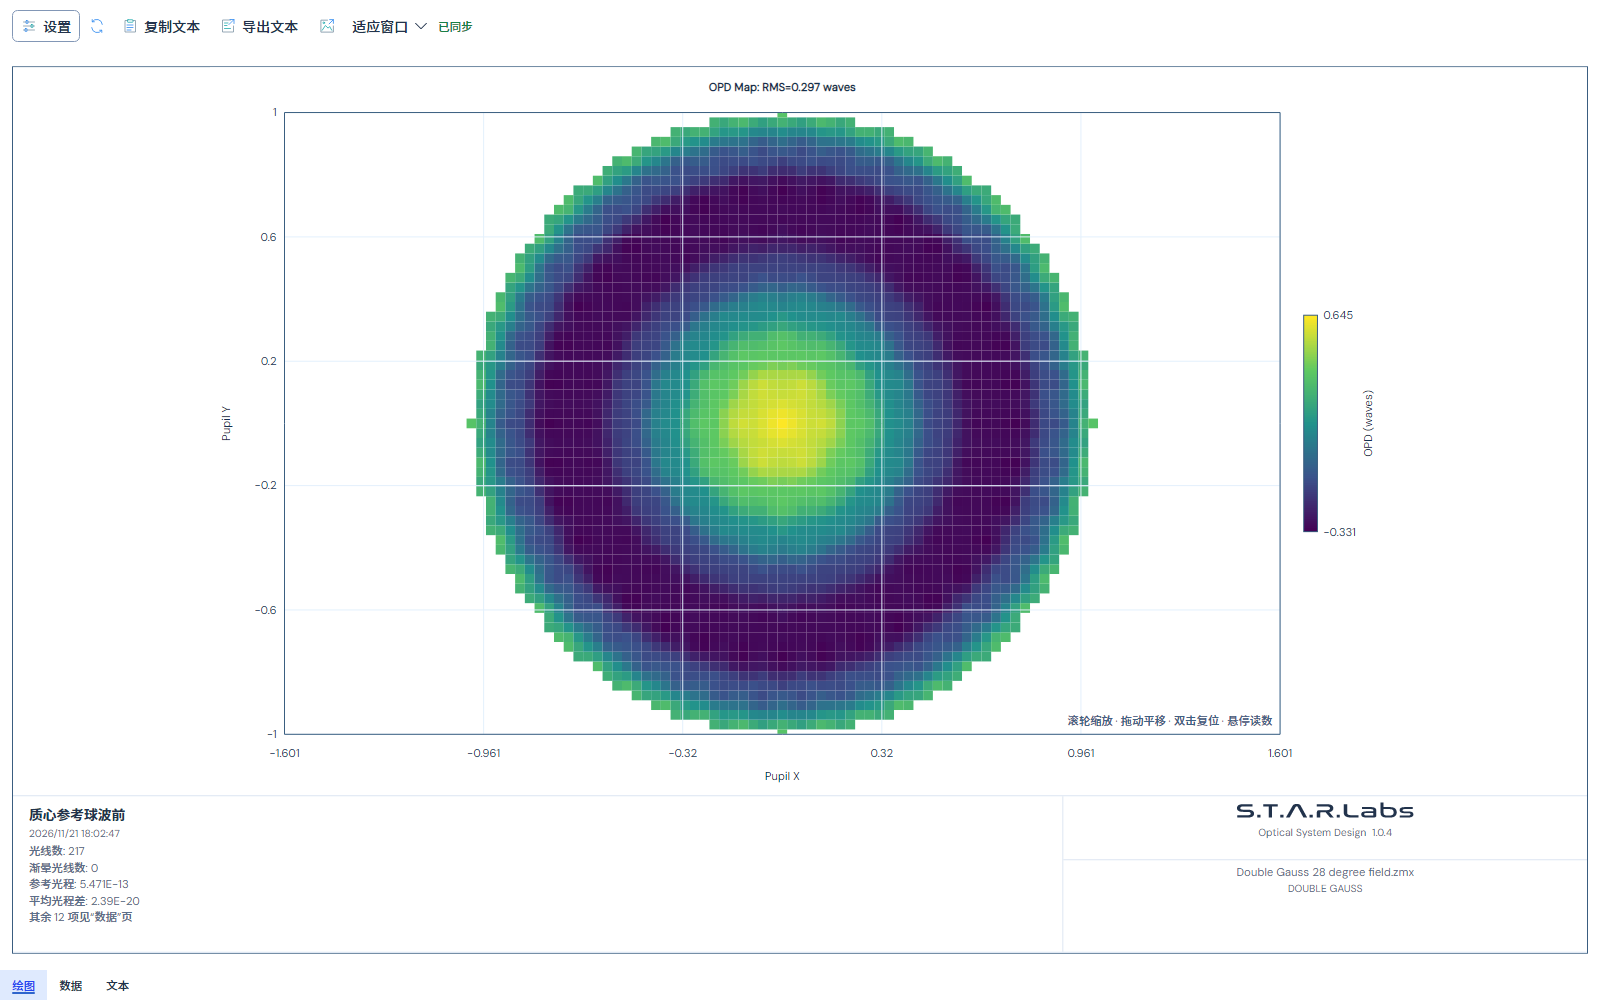 设置 复制文本 导出文本 适应窗口 已同步
OPD Map: RMS=0.297 waves
1
0.6
0.2
-0.2
-0.6
-1
Pupil Y
-1.601 -0.961 -0.32 0.32 0.961 1.601
Pupil X
滚轮缩放 · 拖动平移 · 双击复位 · 悬停读数
0.645
-0.331
OPD (waves)
质心参考球波前
2026/11/21 18:02:47
光线数: 217
渐晕光线数: 0
参考光程: 5.471E-13
平均光程差: 2.39E-20
其余 12 项见“数据”页
S.T.A.R.Labs
Optical System Design 1.0.4
Double Gauss 28 degree field.zmx
DOUBLE GAUSS
绘图 数据 文本